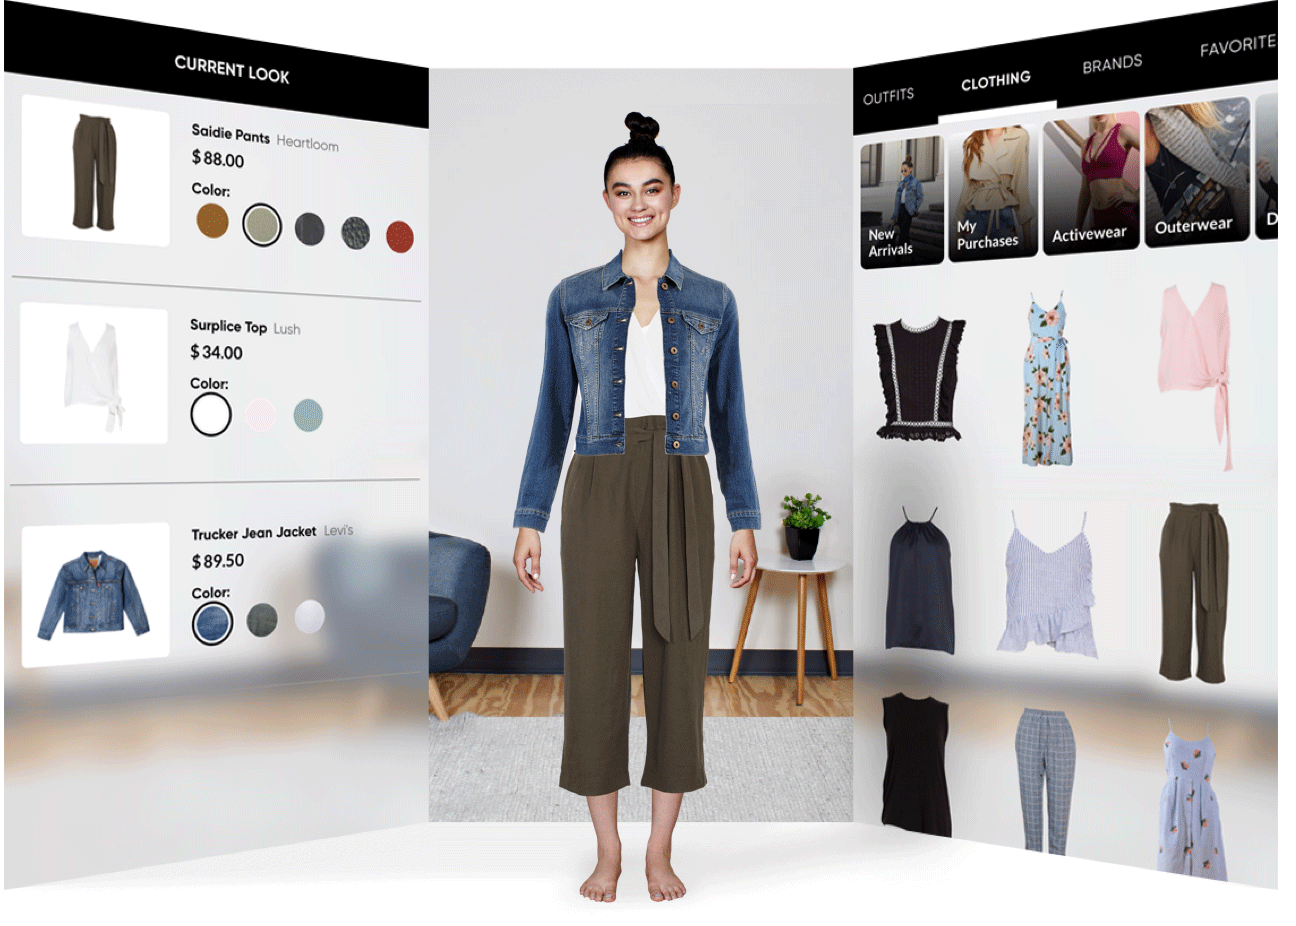 CURRENT LOOK
Saidie Pants Heartloom
$88.00
Color:
Surplice Top Lush
$34.00
Color:
Trucker Jean Jacket Levi's
$89.50
Color:
OUTFITS CLOTHING BRANDS FAVORITE
New
Arrivals
My
Purchases
Activewear
Outerwear
D